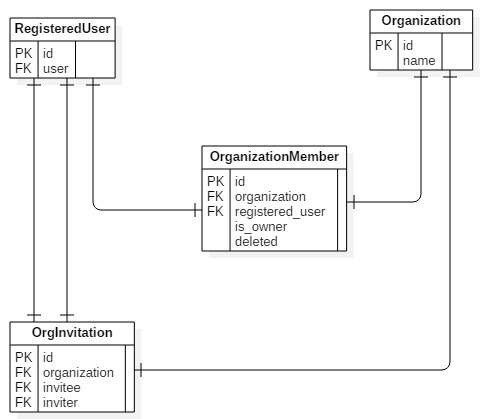 RegisteredUser
PK id
FK user
Organization
PK id
name
OrganizationMember
PK id
FK organization
FK registered_user
is_owner
deleted
OrgInvitation
PK id
FK organization
FK invitee
FK inviter